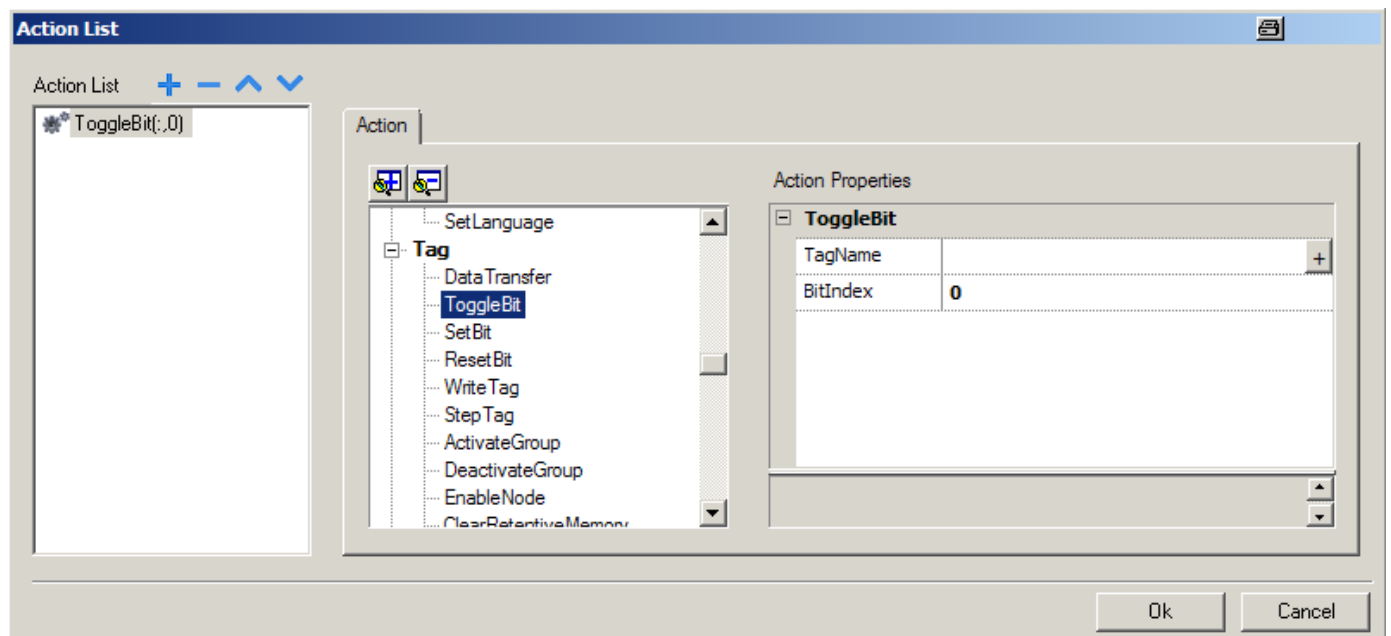 Action List
Action List
ToggleBit(:,0)
Action
SetLanguage
Tag
DataTransfer
ToggleBit
SetBit
ResetBit
WriteTag
StepTag
ActivateGroup
DeactivateGroup
EnableNode
ClearRetentiveMemory
Action Properties
ToggleBit
TagName
BitIndex 0
Ok Cancel